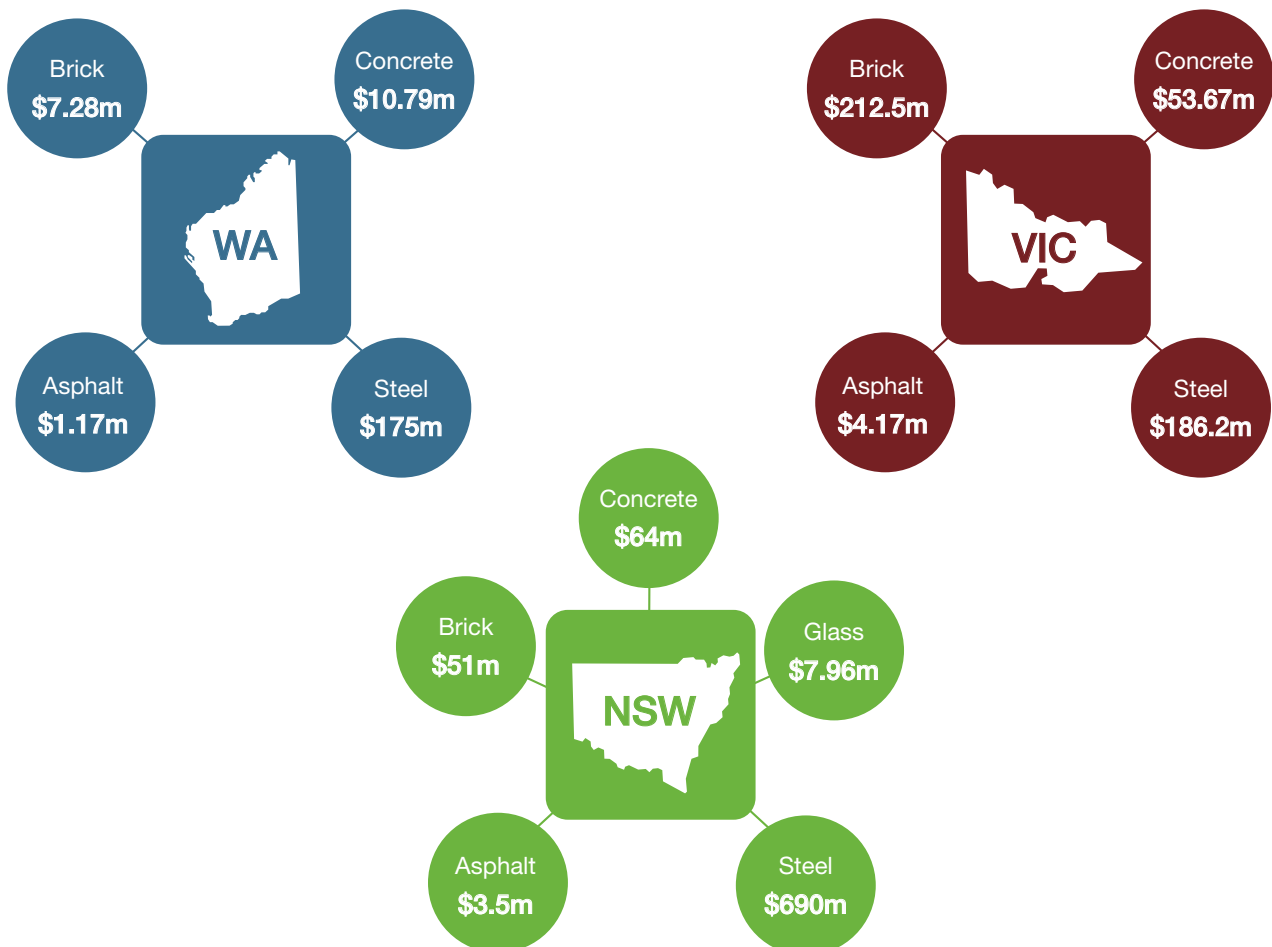 Brick
$7.28m
Concrete
$10.79m
WA
Asphalt
$1.17m
Steel
$175m
Brick
$212.5m
Concrete
$53.67m
VIC
Asphalt
$4.17m
Steel
$186.2m
Concrete
$64m
Brick
$51m
Glass
$7.96m
NSW
Asphalt
$3.5m
Steel
$690m